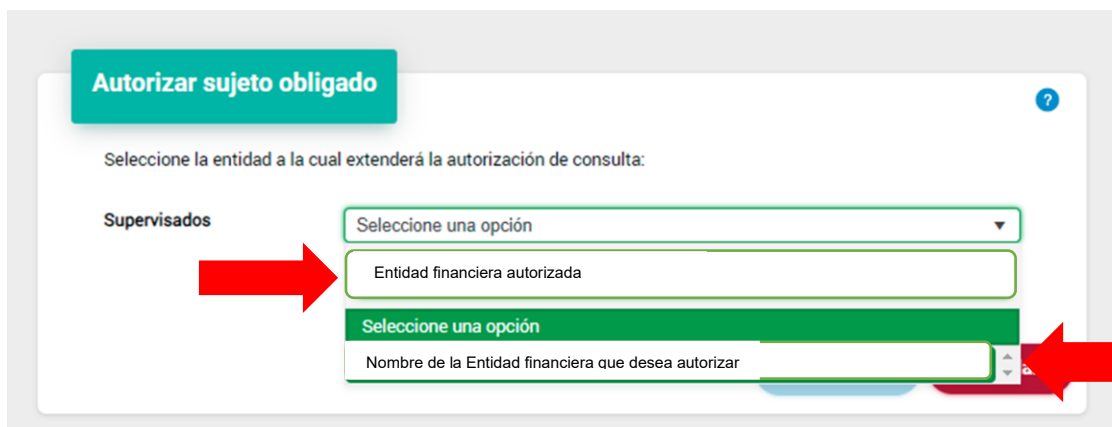 Autorizar sujeto obligado
?
Seleccione la entidad a la cual extenderá la autorización de consulta:
Supervisados
Seleccione una opción
Entidad financiera autorizada
Seleccione una opción
Nombre de la Entidad financiera que desea autorizar